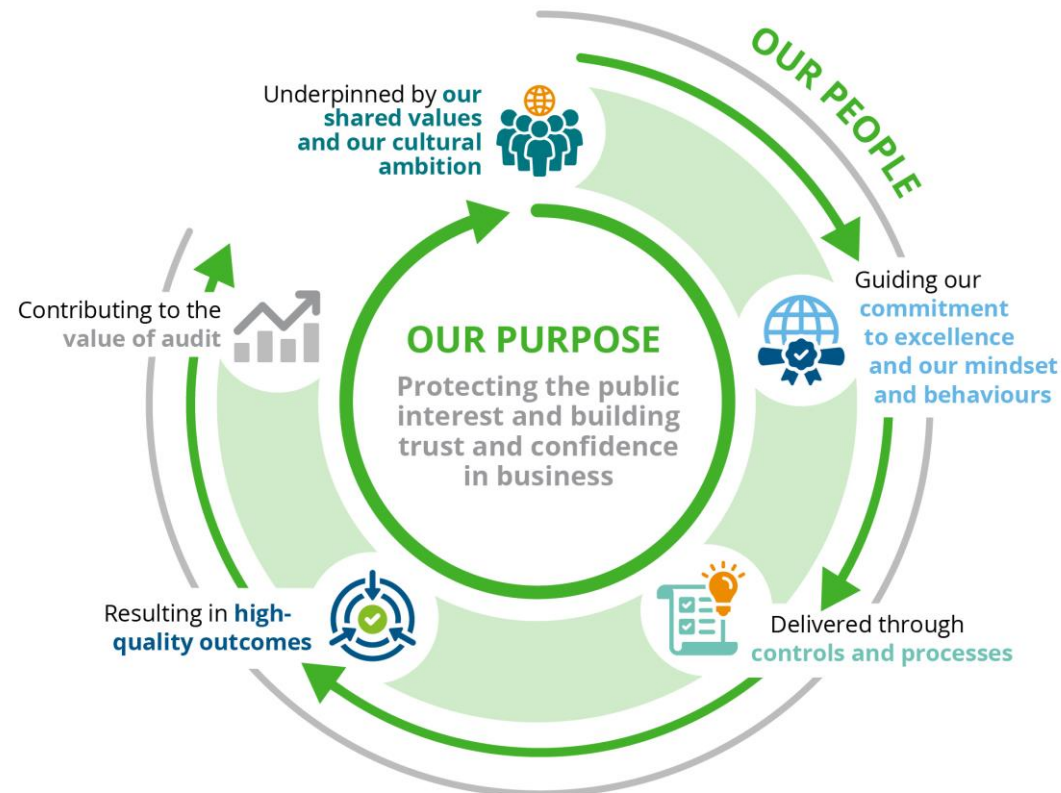 OUR PEOPLE
Underpinned by our
shared values
and our cultural
ambition
Guiding our
commitment
to excellence
and our mindset
and behaviours
Delivered through
controls and processes
Resulting in high-
quality outcomes
Contributing to the
value of audit
OUR PURPOSE
Protecting the public
interest and building
trust and confidence
in business